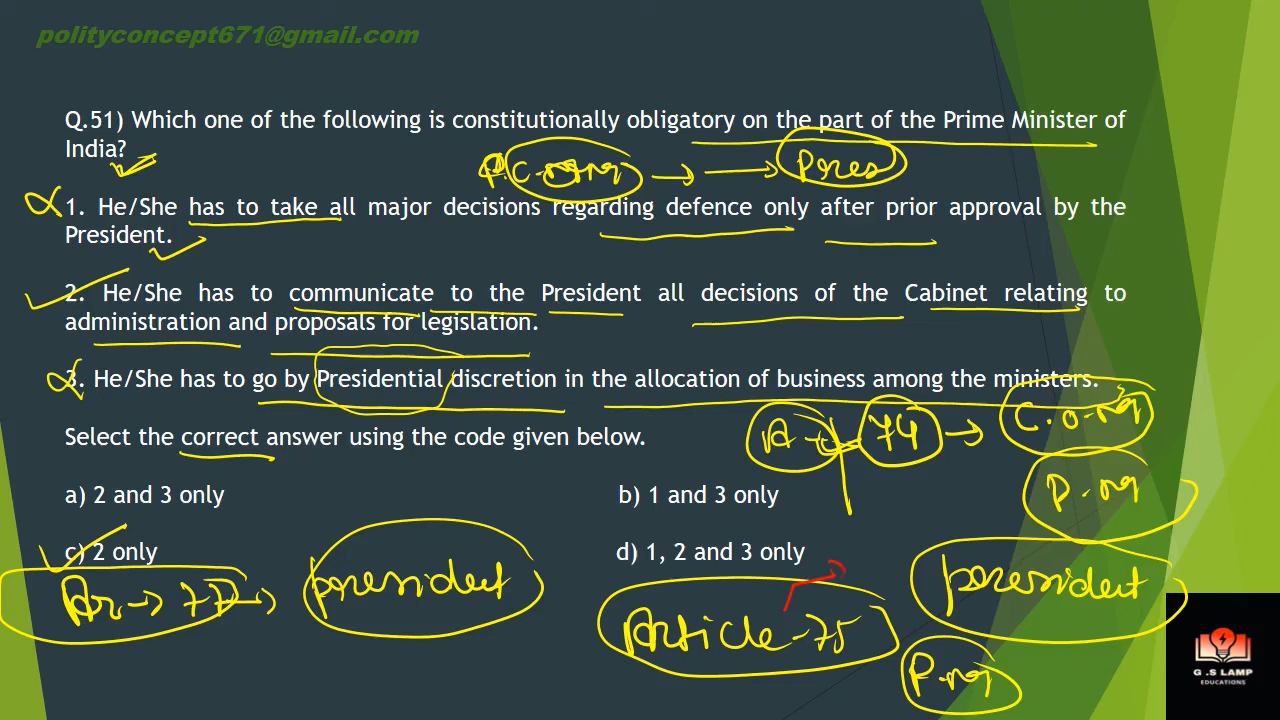 polityconcept671@gmail.com
Q.51) Which one of the following is constitutionally obligatory on the part of the Prime Minister of
India?
Pres
1. He/She has to take all major decisions regarding defence only after prior approval by the
President.
2. He/She has to communicate to the President all decisions of the Cabinet relating to
administration and proposals for legislation.
3. He/She has to go by Presidential discretion in the allocation of business among the ministers.
74 → C.O.M
Select the correct answer using the code given below.
a) 2 and 3 only
b) 1 and 3 only
P.M
c) 2 only
d) 1, 2 and 3 only
Ar → 77 → president
president
Article-75
P.M
G.S LAMP
EDUCATIONS